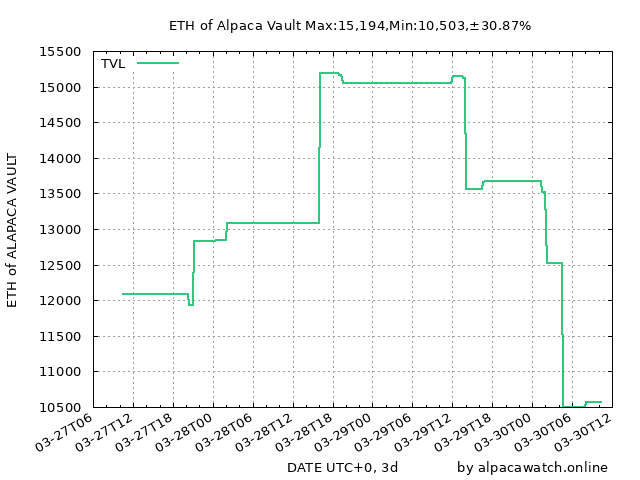 ETH of Alpaca Vault Max:15,194,Min:10,503,±30.87%
TVL
15500
15000
14500
14000
13500
13000
12500
12000
11500
11000
10500
ETH of ALAPACA VAULT
03-27T06
03-27T12
03-27T18
03-28T00
03-28T06
03-28T12
03-28T18
03-29T00
03-29T06
03-29T12
03-29T18
03-30T00
03-30T06
03-30T12
DATE UTC+0, 3d
by alpacawatch.online